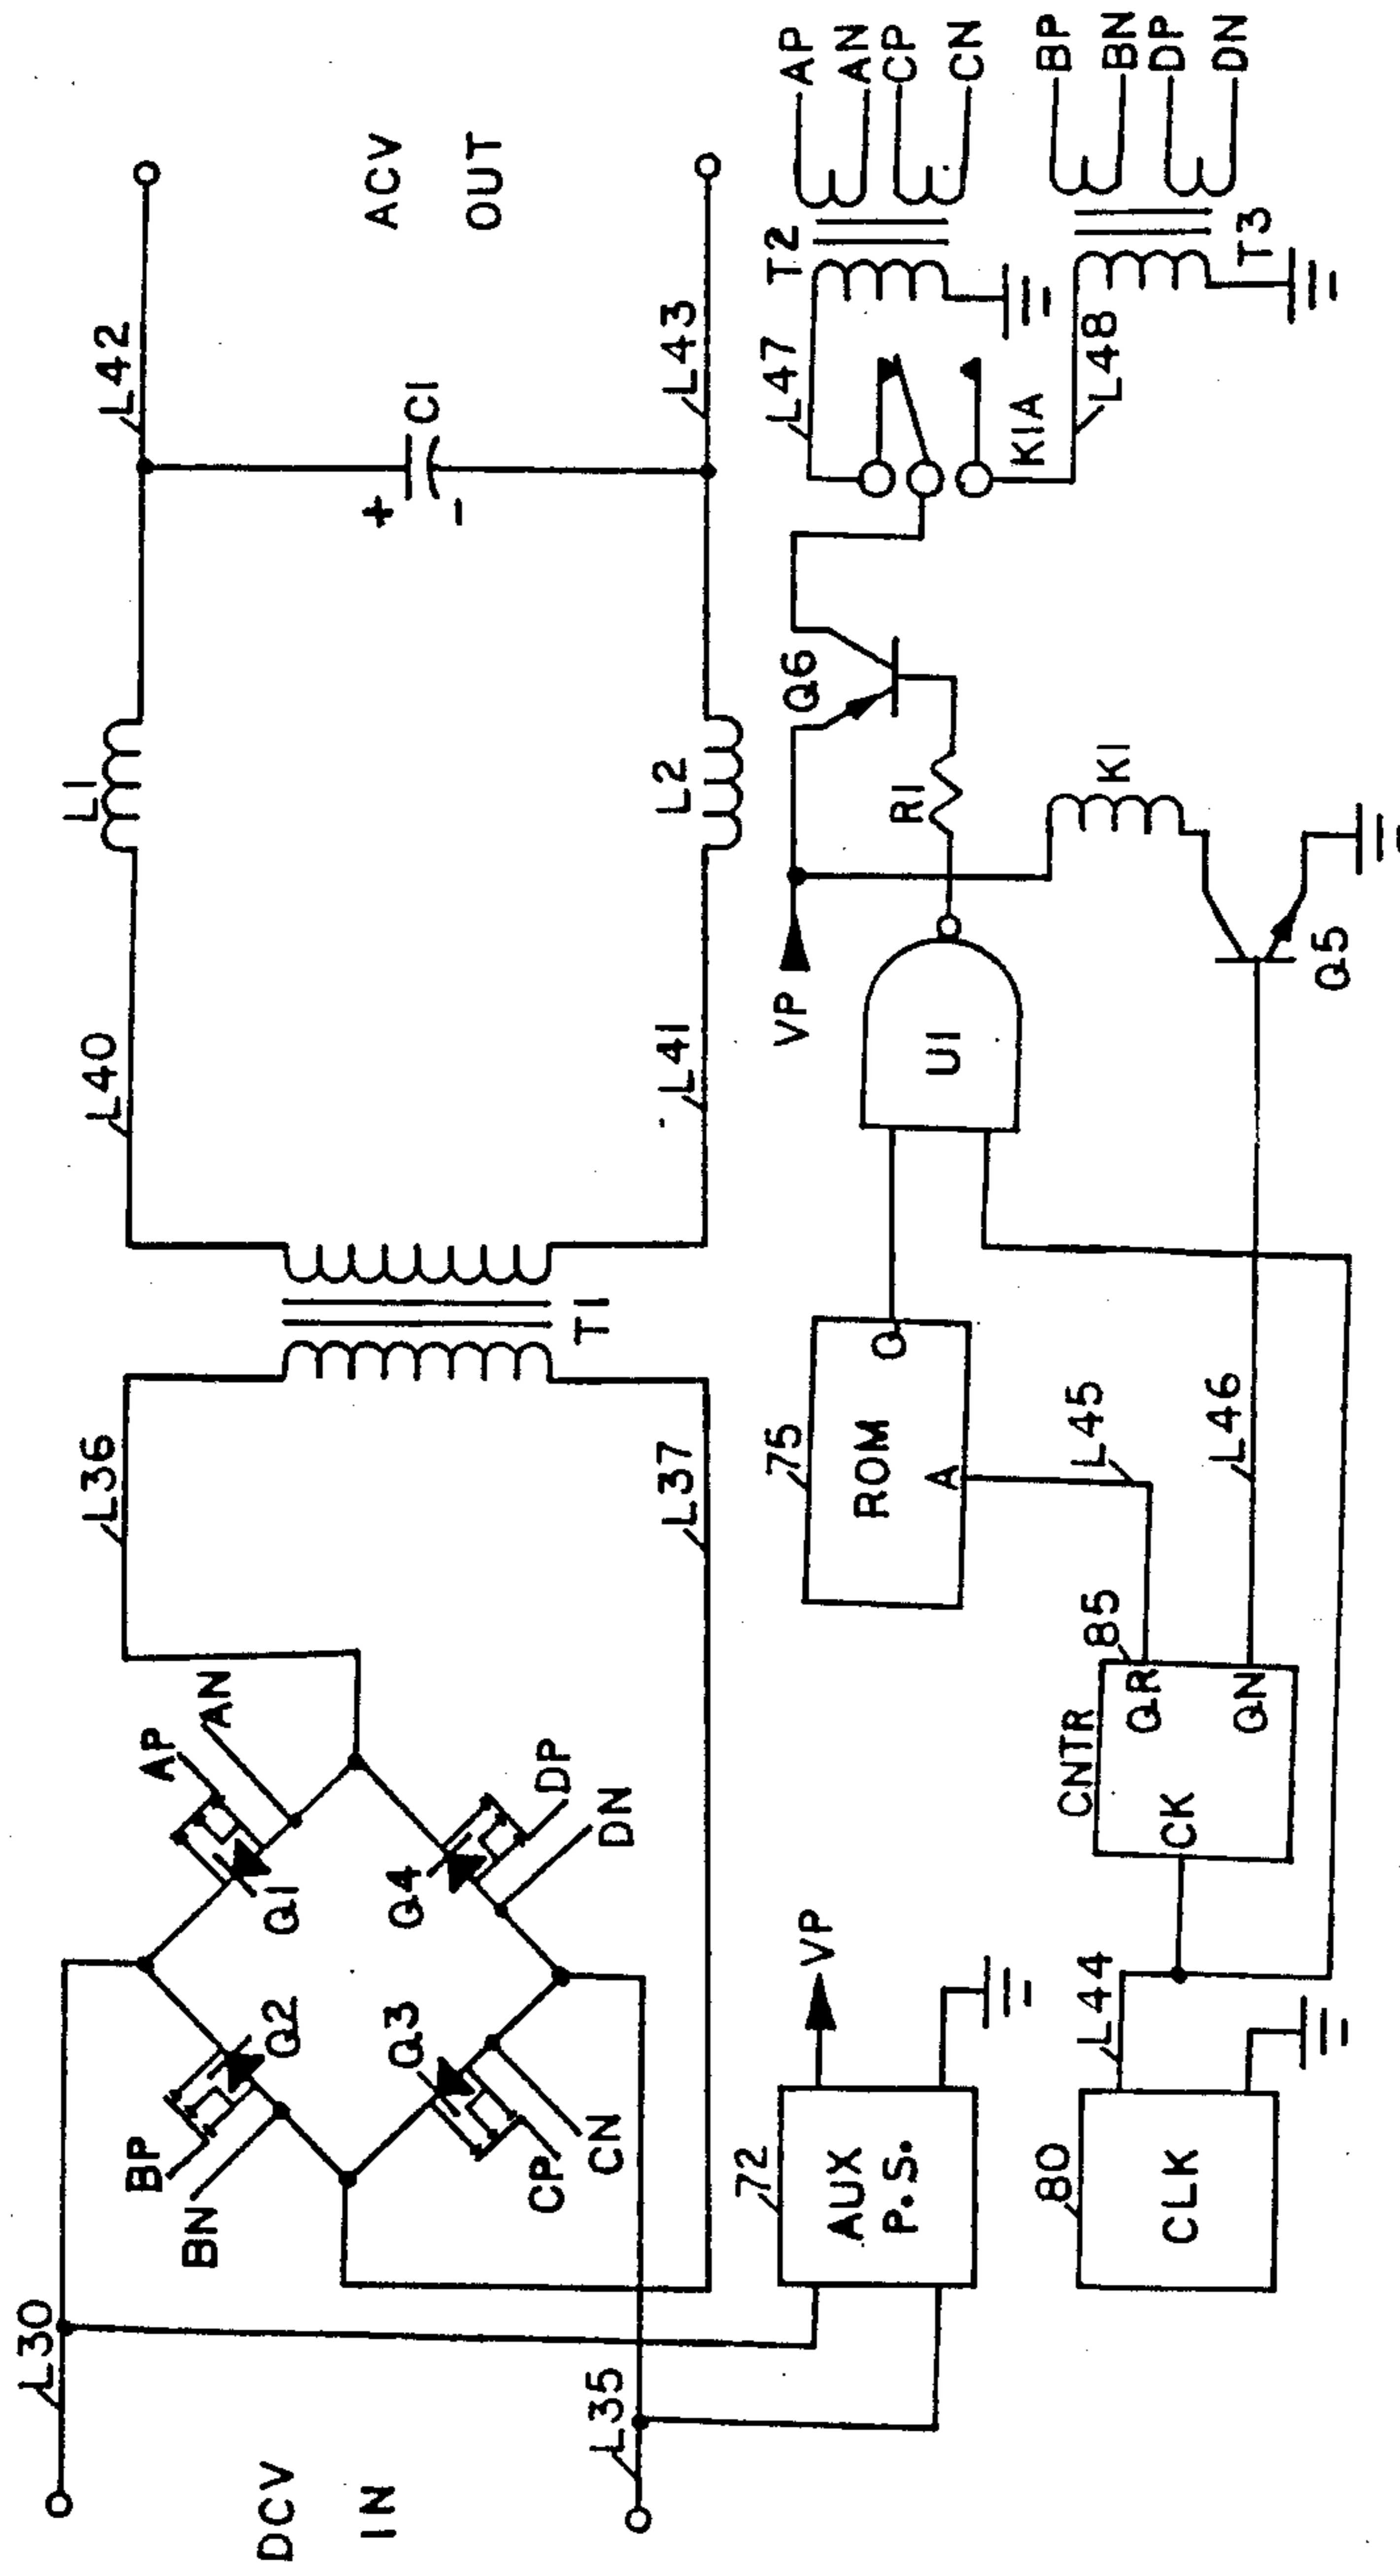 DCV
IN
L30
L35
BP
BN
Q2
Q1
AP
AN
Q3
Q4
CP
CN
DP
DN
L36
L37
T1
L40
L41
L1
L2
L42
L43
+
C1
-
ACV
OUT
72
AUX
P.S.
VP
80
CLK
L44
CNTR
85
CK
QR
QN
L45
L46
75
ROM
A
O
U1
VP
R1
Q6
Q5
K1
K1A
L47
L48
T2
T3
AP
AN
CP
CN
BP
BN
DP
DN